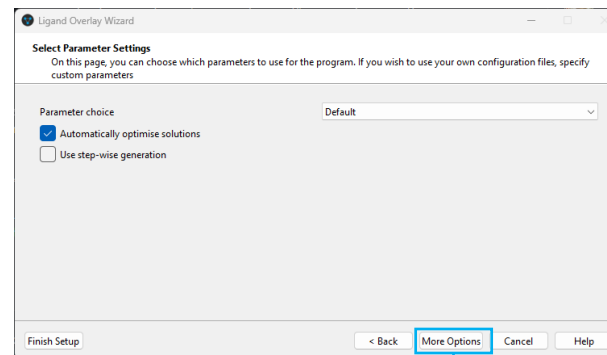 Ligand Overlay Wizard
Select Parameter Settings
On this page, you can choose which parameters to use for the program. If you wish to use your own configuration files, specify
custom parameters
Parameter choice Default
Automatically optimise solutions
Use step-wise generation
Finish Setup < Back More Options Cancel Help